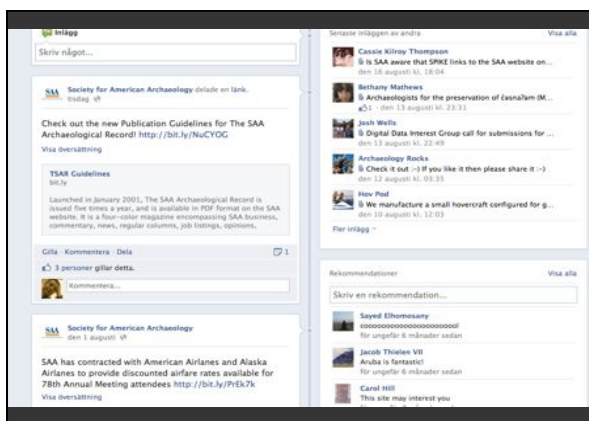 Inlägg
Skriv något...
SAA Society for American Archaeology delade en länk.
tisdag
Check out the new Publication Guidelines for The SAA
Archaeological Record! http://bit.ly/NuCYOG
Visa översättning
TSAR Guidelines
bit.ly
Launched in January 2001, The SAA Archaeological Record is
issued five times a year, and is available in PDF format on the SAA
website. It is a four-color magazine encompassing SAA business,
commentary, news, regular columns, job listings, opinions,
Gilla · Kommentera · Dela 1
3 personer gillar detta.
Kommentera...
SAA Society for American Archaeology
den 1 augusti
SAA has contracted with American Airlanes and Alaska
Airlanes to provide discounted airfare rates available for
78th Annual Meeting attendees http://bit.ly/PrEk7k
Visa översättning
Senaste inläggen av andra Visa alla
Cassie Kilroy Thompson
Is SAA aware that SPIKE links to the SAA website on...
den 16 augusti kl. 18:04
Bethany Mathews
Archaeologists for the preservation of časnaʔam (M...
1 · den 13 augusti kl. 23:31
Josh Wells
Digital Data Interest Group call for submissions for ...
den 13 augusti kl. 22:49
Archaeology Rocks
Check it out :-) If you like it then please share it :-)
den 12 augusti kl. 03:35
Hov Pod
We manufacture a small hovercraft configured for g...
den 10 augusti kl. 12:03
Fler inlägg
Rekommendationer Visa alla
Skriv en rekommendation...
Sayed Elhomosany
för ungefär 6 månader sedan
Jacob Thielen VII
Aruba is fantastic!
för ungefär 6 månader sedan
Carol Hill
This site may interest you